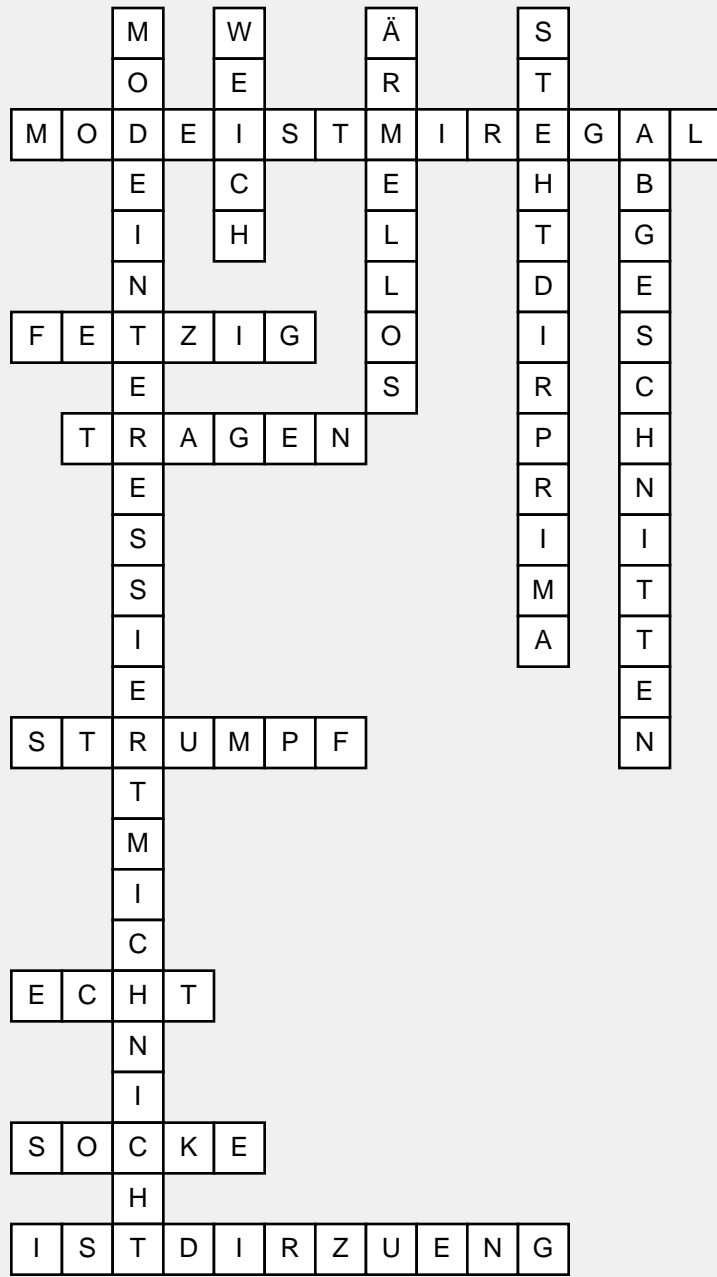 MODEINTERESSIERTMICHNICHT
WEICH
ÄRMELLOS
STEHTDIRPRIMA
MODEISTMIREGAL
ABGESCHNITTEN
FETZIG
TRAGEN
STRUMPF
ECHT
SOCKE
ISTDIRZUENG